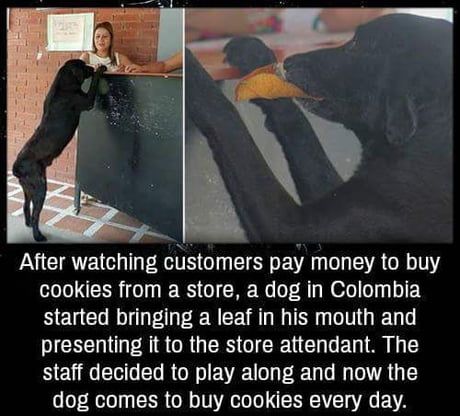 After watching customers pay money to buy
cookies from a store, a dog in Colombia
started bringing a leaf in his mouth and
presenting it to the store attendant. The
staff decided to play along and now the
dog comes to buy cookies every day.